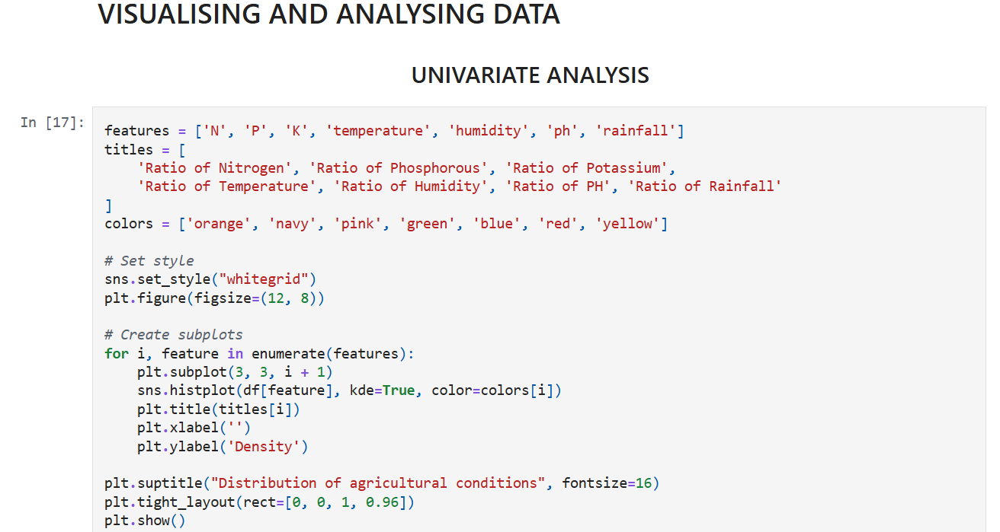 VISUALISING AND ANALYSING DATA
UNIVARIATE ANALYSIS
In [17]:
features = ['N', 'P', 'K', 'temperature', 'humidity', 'ph', 'rainfall']
titles = [
    'Ratio of Nitrogen', 'Ratio of Phosphorous', 'Ratio of Potassium',
    'Ratio of Temperature', 'Ratio of Humidity', 'Ratio of PH', 'Ratio of Rainfall'
]
colors = ['orange', 'navy', 'pink', 'green', 'blue', 'red', 'yellow']

# Set style
sns.set_style("whitegrid")
plt.figure(figsize=(12, 8))

# Create subplots
for i, feature in enumerate(features):
    plt.subplot(3, 3, i + 1)
    sns.histplot(df[feature], kde=True, color=colors[i])
    plt.title(titles[i])
    plt.xlabel('')
    plt.ylabel('Density')

plt.suptitle("Distribution of agricultural conditions", fontsize=16)
plt.tight_layout(rect=[0, 0, 1, 0.96])
plt.show()